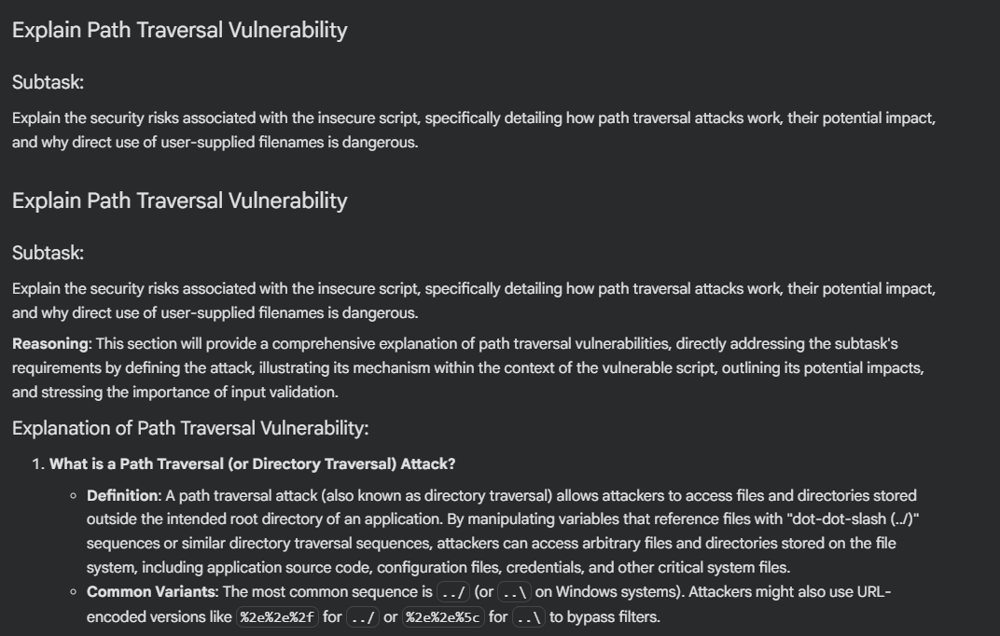 Explain Path Traversal Vulnerability
Subtask:
Explain the security risks associated with the insecure script, specifically detailing how path traversal attacks work, their potential impact,
and why direct use of user-supplied filenames is dangerous.
Explain Path Traversal Vulnerability
Subtask:
Explain the security risks associated with the insecure script, specifically detailing how path traversal attacks work, their potential impact,
and why direct use of user-supplied filenames is dangerous.
Reasoning: This section will provide a comprehensive explanation of path traversal vulnerabilities, directly addressing the subtask's
requirements by defining the attack, illustrating its mechanism within the context of the vulnerable script, outlining its potential impacts,
and stressing the importance of input validation.
Explanation of Path Traversal Vulnerability:
1. What is a Path Traversal (or Directory Traversal) Attack?
◦ Definition: A path traversal attack (also known as directory traversal) allows attackers to access files and directories stored
outside the intended root directory of an application. By manipulating variables that reference files with "dot-dot-slash (../)"
sequences or similar directory traversal sequences, attackers can access arbitrary files and directories stored on the file
system, including application source code, configuration files, credentials, and other critical system files.
◦ Common Variants: The most common sequence is ../ (or ..\ on Windows systems). Attackers might also use URL-
encoded versions like %2e%2e%2f for ../ or %2e%2e%5c for ..\ to bypass filters.